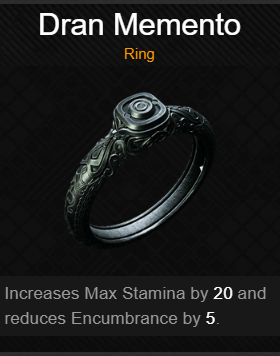 Dran Memento
Ring
Increases Max Stamina by 20 and
reduces Encumbrance by 5.